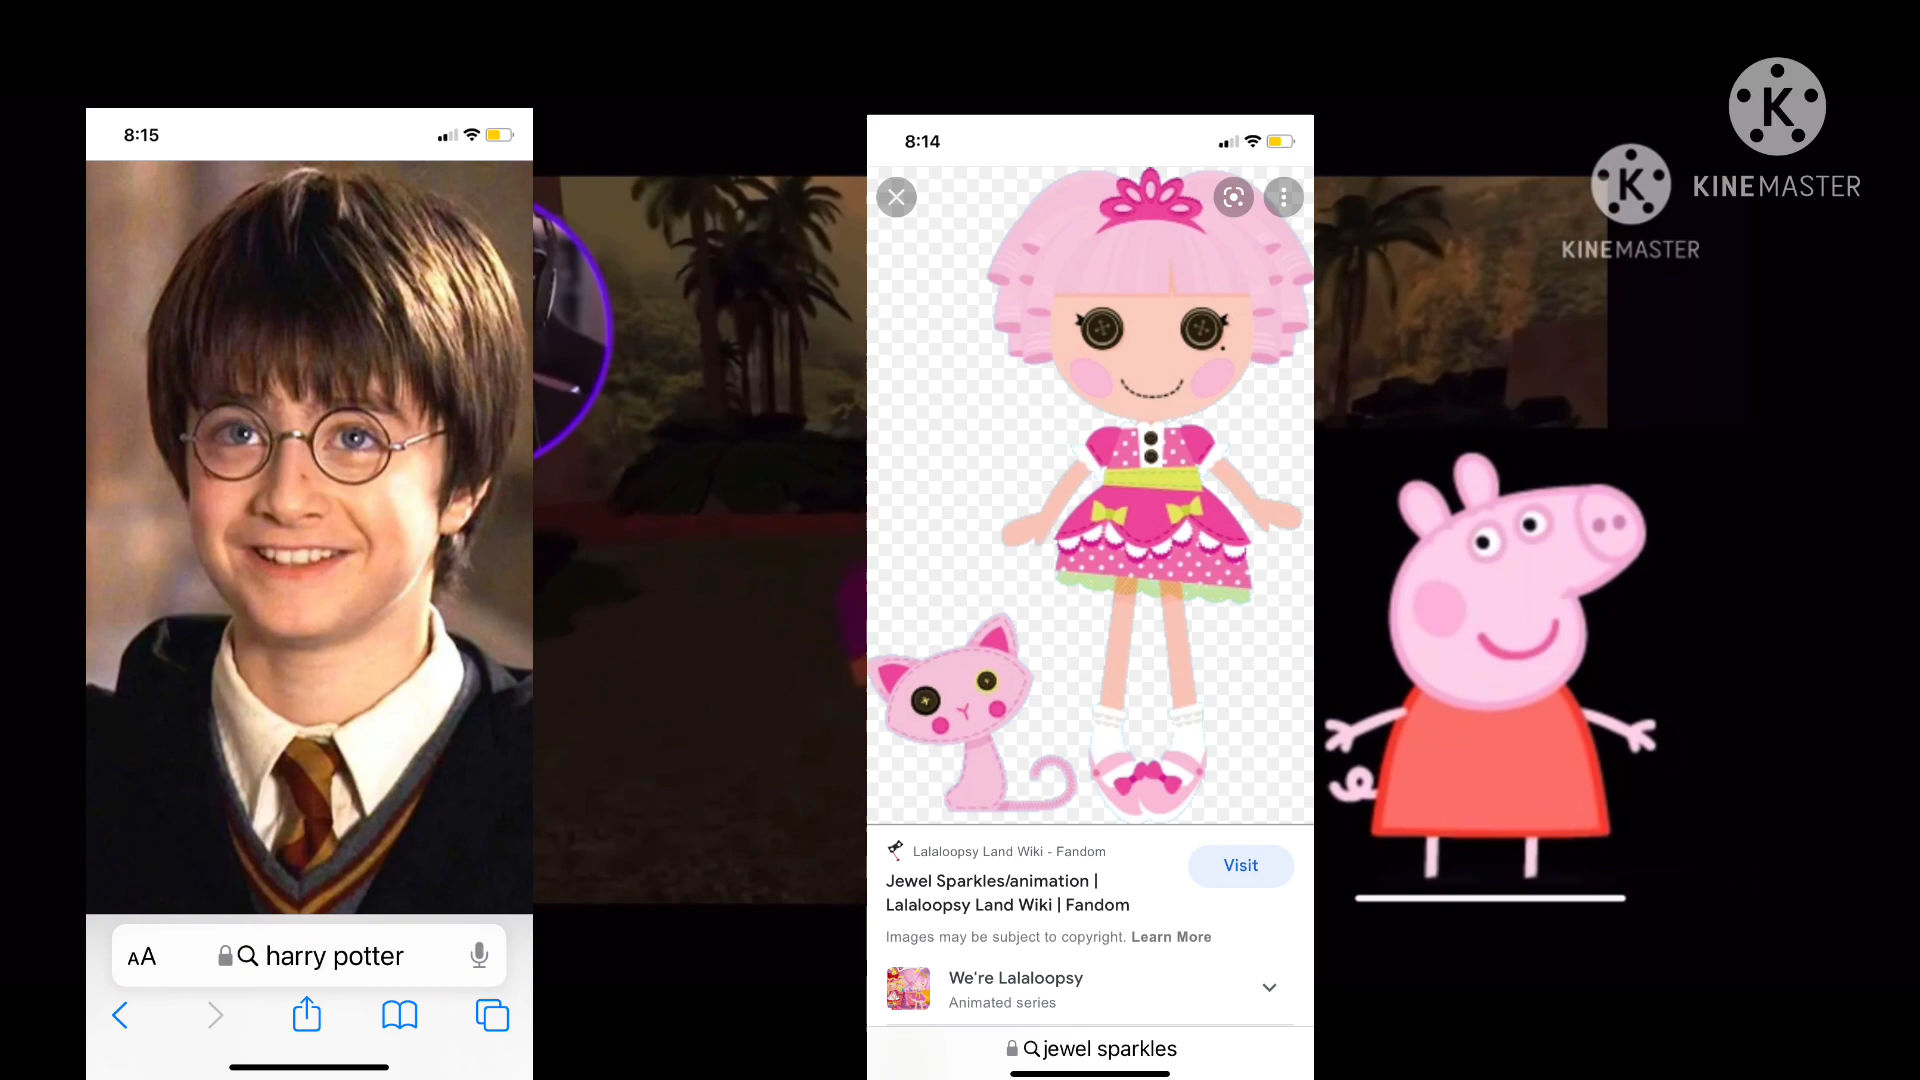 8:15
AA harry potter
8:14
Lalaloopsy Land Wiki - Fandom
Visit
Jewel Sparkles/animation |
Lalaloopsy Land Wiki | Fandom
Images may be subject to copyright. Learn More
We're Lalaloopsy
Animated series
jewel sparkles
K
KINEMASTER
K
KINEMASTER